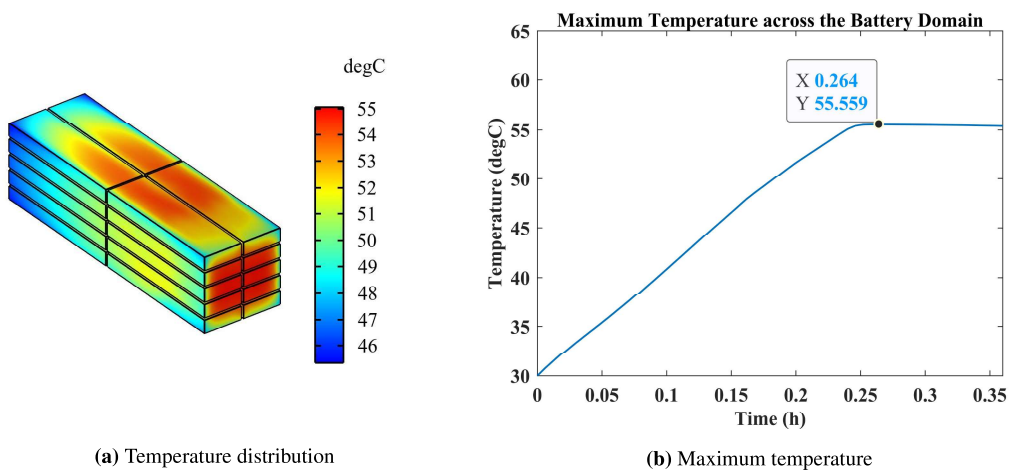 degC
55
54
53
52
51
50
49
48
47
46
(a) Temperature distribution
Maximum Temperature across the Battery Domain
65
60
55
50
45
40
35
30
Temperature (degC)
X 0.264
Y 55.559
0 0.05 0.1 0.15 0.2 0.25 0.3 0.35
Time (h)
(b) Maximum temperature